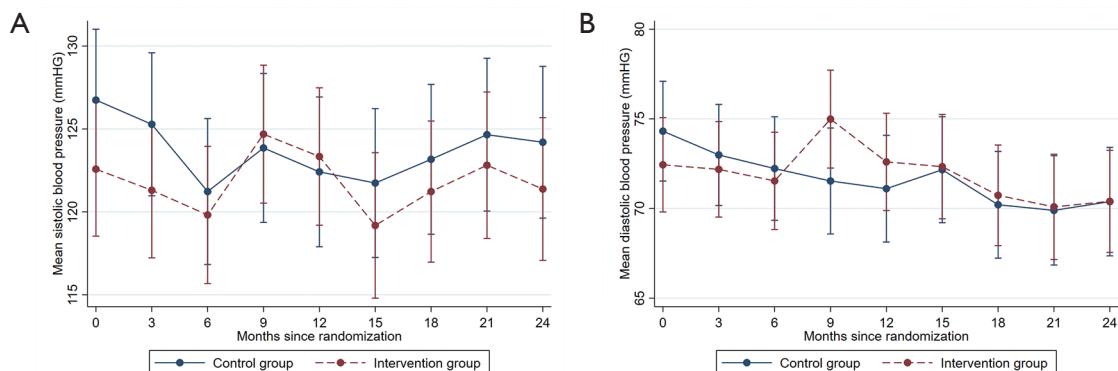 A
Mean sistolic blood pressure (mmHG)
130
125
120
115
0 3 6 9 12 15 18 21 24
Months since randomization
Control group Intervention group
B
Mean diastolic blood pressure (mmHG)
80
75
70
65
0 3 6 9 12 15 18 21 24
Months since randomization
Control group Intervention group